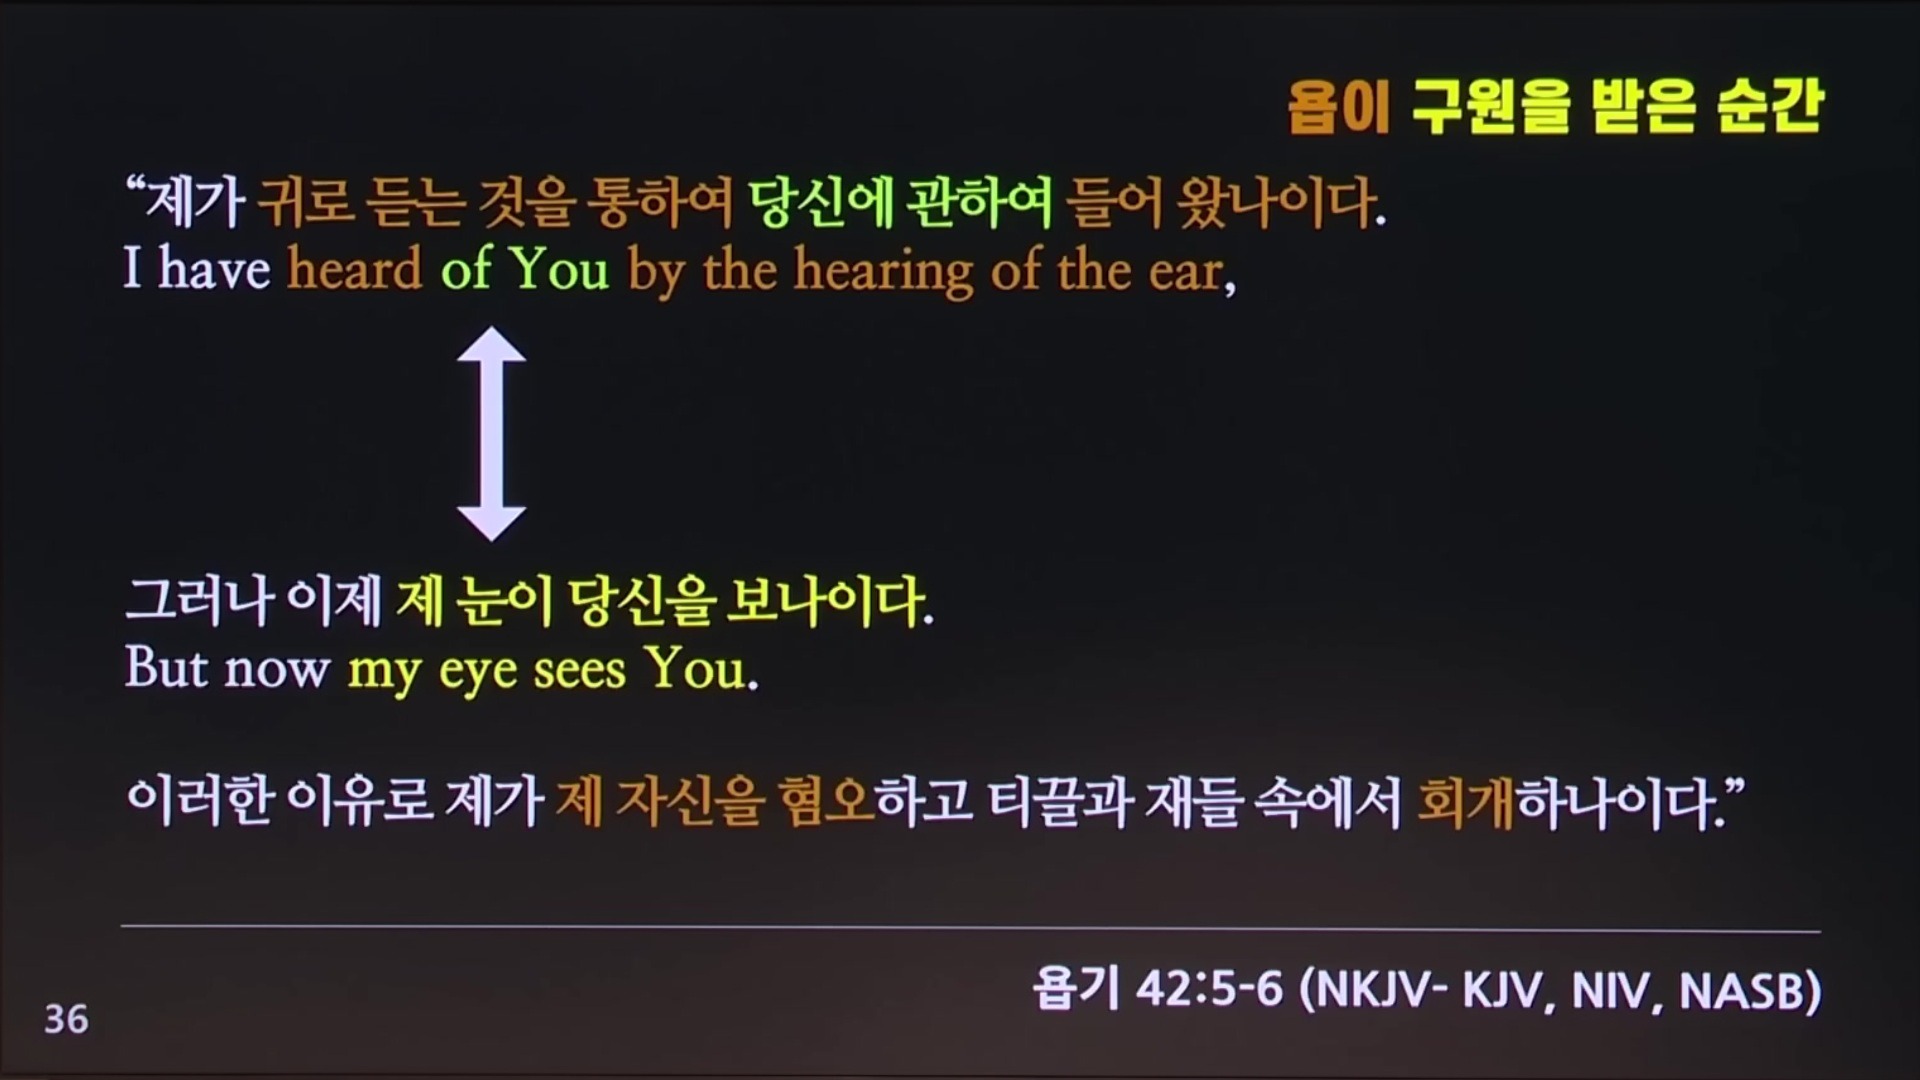 욥이 구원을 받은 순간
“제가 귀로 듣는 것을 통하여 당신에 관하여 들어 왔나이다.
I have heard of You by the hearing of the ear,
그러나 이제 제 눈이 당신을 보나이다.
But now my eye sees You.
이러한 이유로 제가 제 자신을 혐오하고 티끌과 재들 속에서 회개하나이다.”
욥기 42:5-6 (NKJV- KJV, NIV, NASB)
36